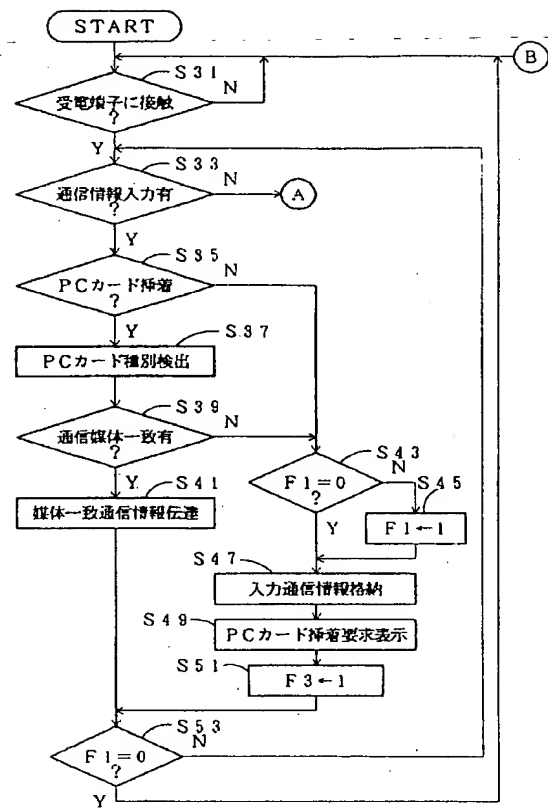 START
B
S31
受電端子に接触
?
N
Y
S33
通信情報入力有
?
N
A
Y
S35
PCカード挿着
?
N
Y
S37
PCカード種別検出
S39
通信媒体一致有
?
N
Y
S41
媒体一致通信情報伝達
S43
F1=0
?
N
Y
S45
F1←1
S47
入力通信情報格納
S49
PCカード挿着要求表示
S51
F3←1
S53
F1=0
?
N
Y